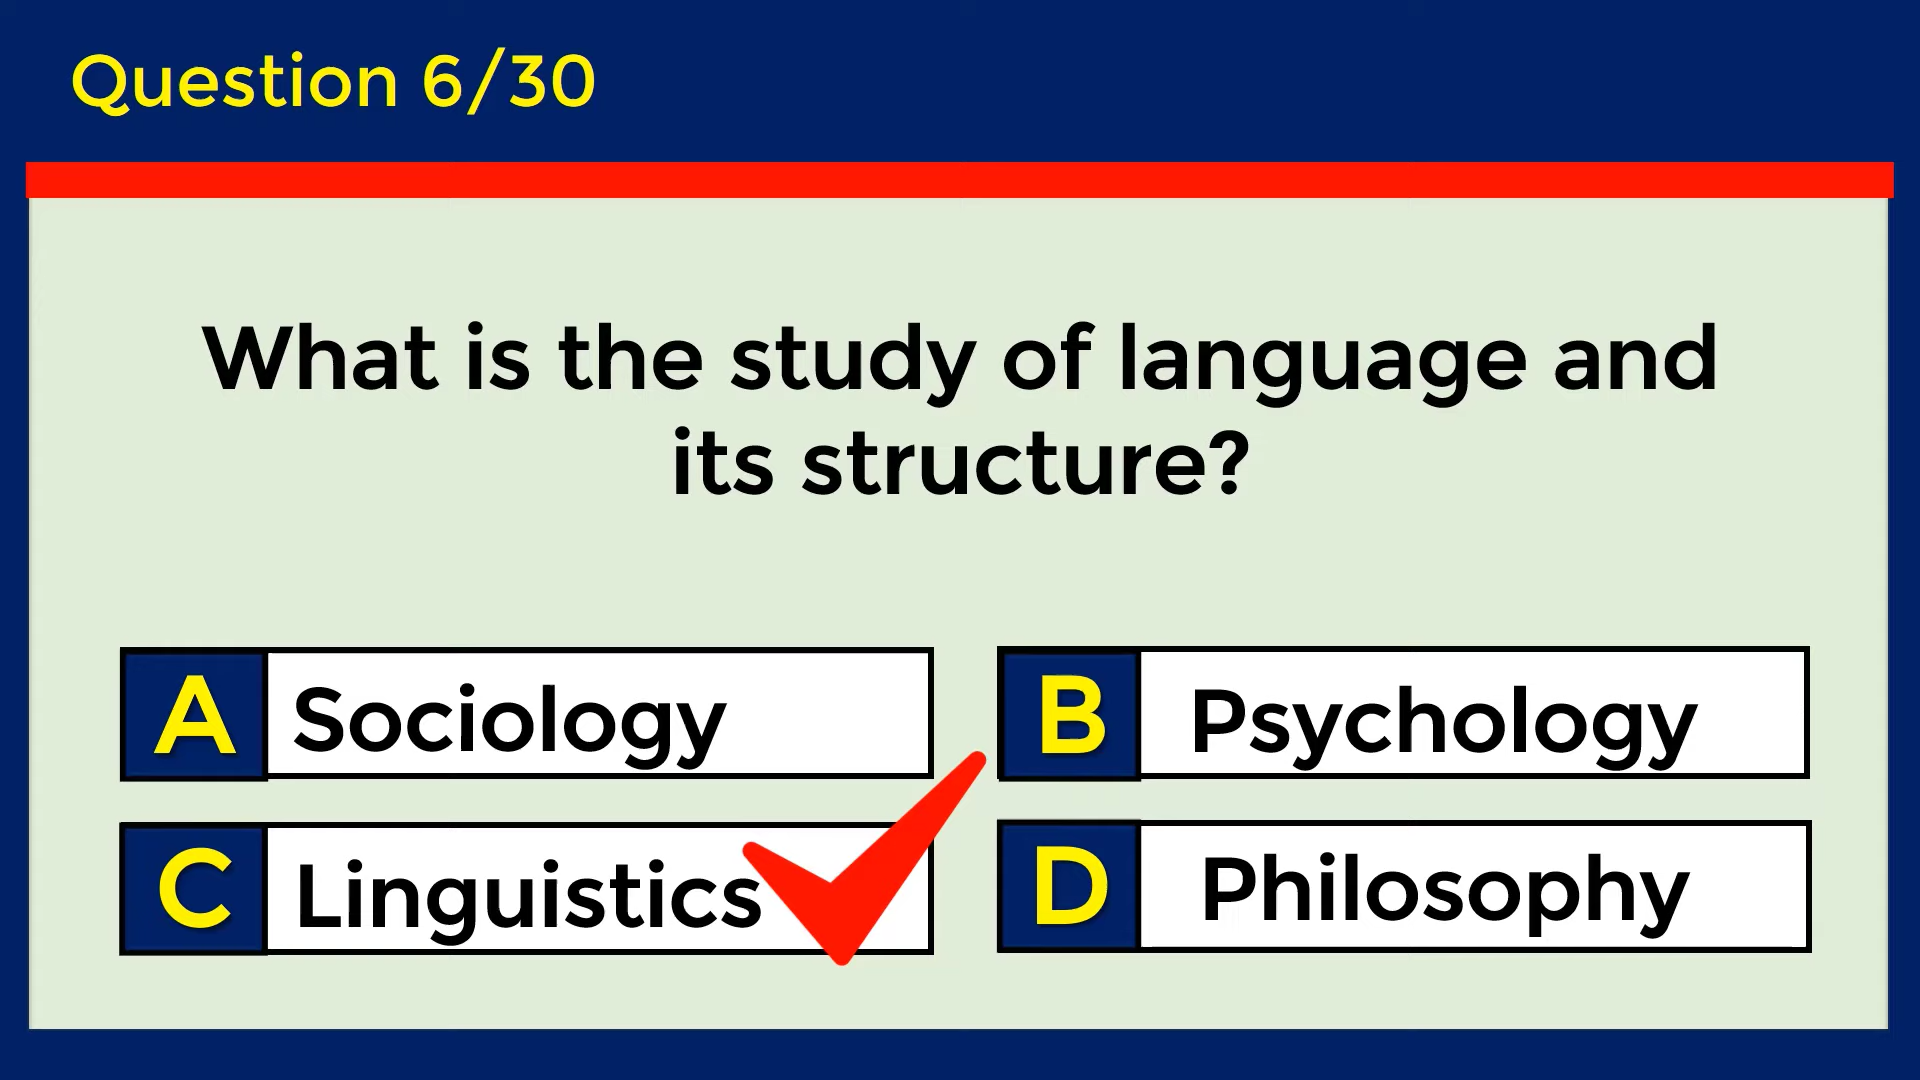 Question 6/30
What is the study of language and
its structure?
A Sociology
B Psychology
C Linguistics
D Philosophy